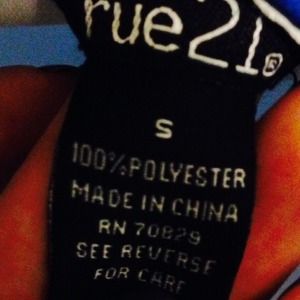 rue21®
S
100% POLYESTER
MADE IN CHINA
RN 70829
SEE REVERSE
FOR CARE